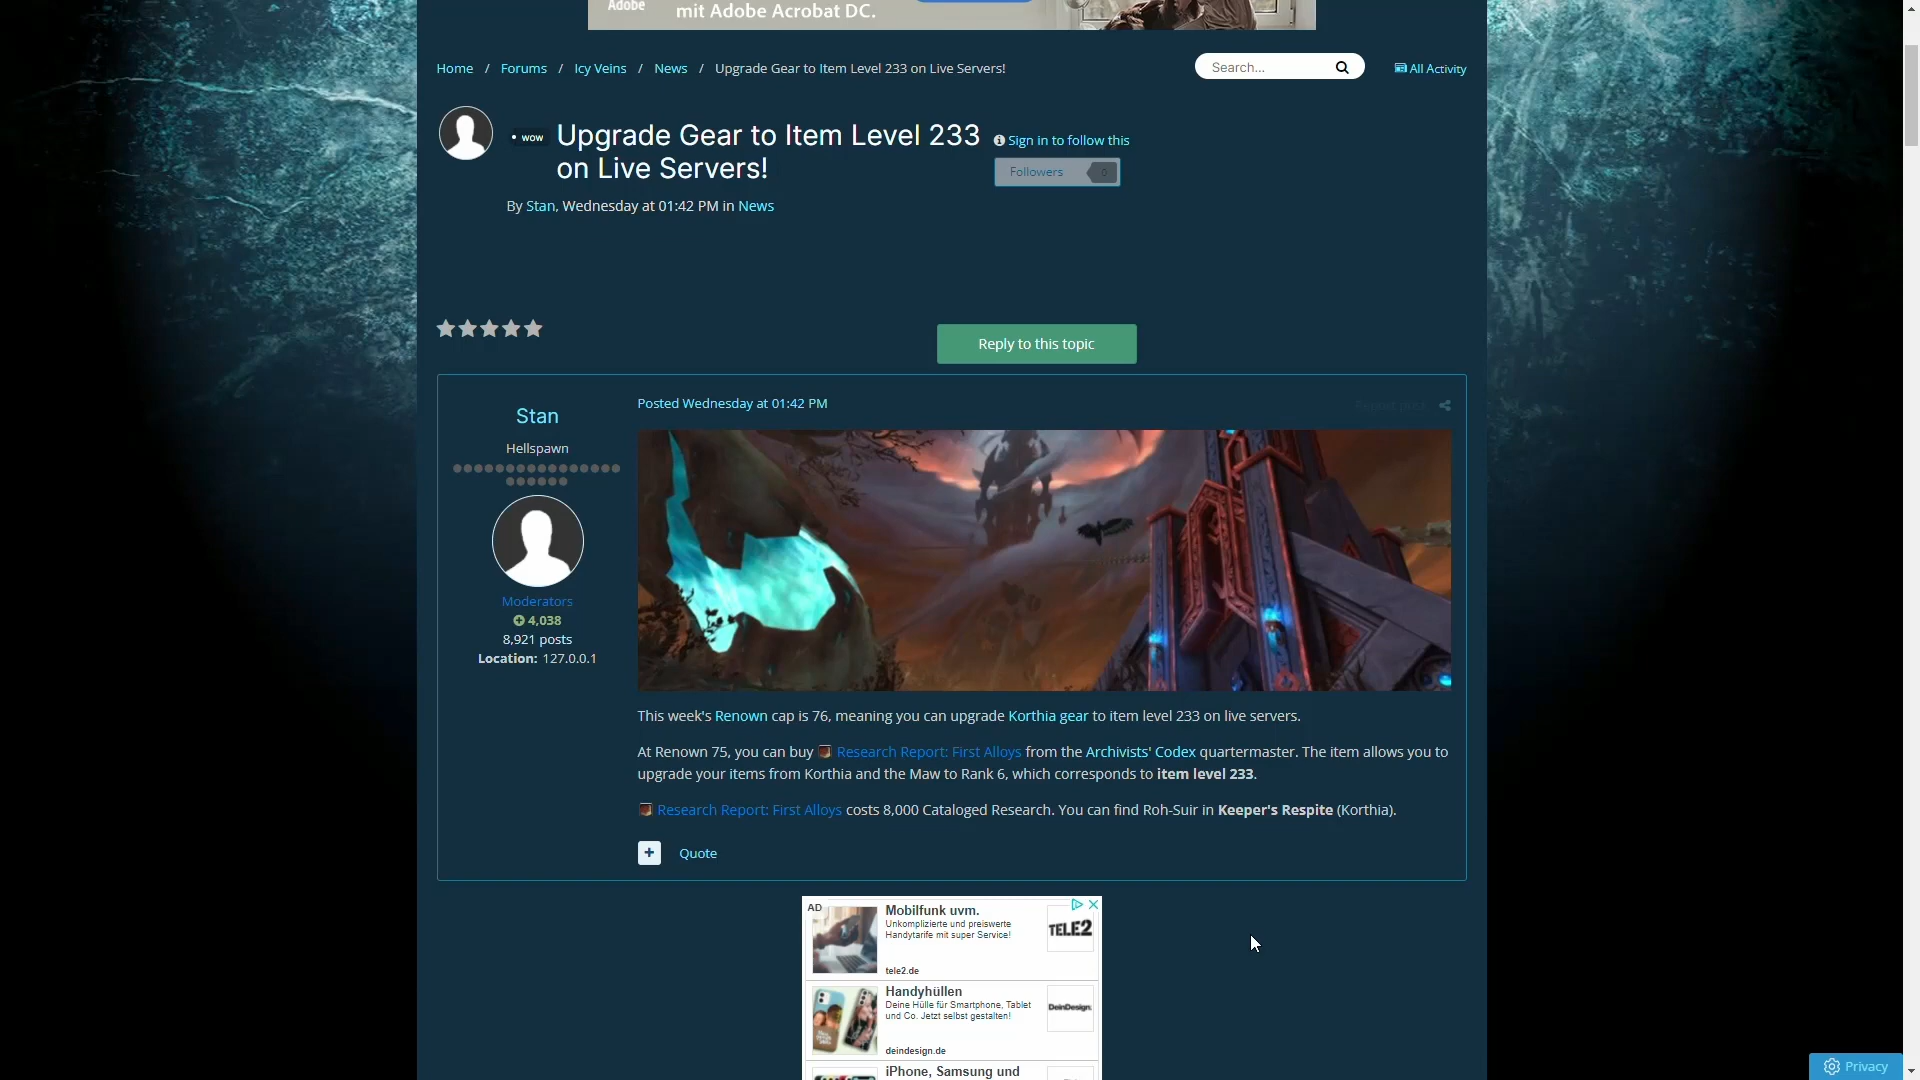 Adobe
mit Adobe Acrobat DC.
Home / Forums / Icy Veins / News / Upgrade Gear to Item Level 233 on Live Servers!
Search...
All Activity
wow
Upgrade Gear to Item Level 233
on Live Servers!
Sign in to follow this
Followers 0
By Stan, Wednesday at 01:42 PM in News
Reply to this topic
Stan
Hellspawn
Moderators
4,038
8,921 posts
Location: 127.0.0.1
Posted Wednesday at 01:42 PM
Report post
This week's Renown cap is 76, meaning you can upgrade Korthia gear to item level 233 on live servers.
At Renown 75, you can buy Research Report: First Alloys from the Archivists' Codex quartermaster. The item allows you to
upgrade your items from Korthia and the Maw to Rank 6, which corresponds to item level 233.
Research Report: First Alloys costs 8,000 Cataloged Research. You can find Roh-Suir in Keeper's Respite (Korthia).
+ Quote
AD
Mobilfunk uvm.
Unkomplizierte und preiswerte
Handytarife mit super Service!
tele2.de
TELE2
Handyhüllen
Deine Hülle für Smartphone, Tablet
und Co. Jetzt selbst gestalten!
deindesign.de
DeinDesign.
iPhone, Samsung und
Privacy